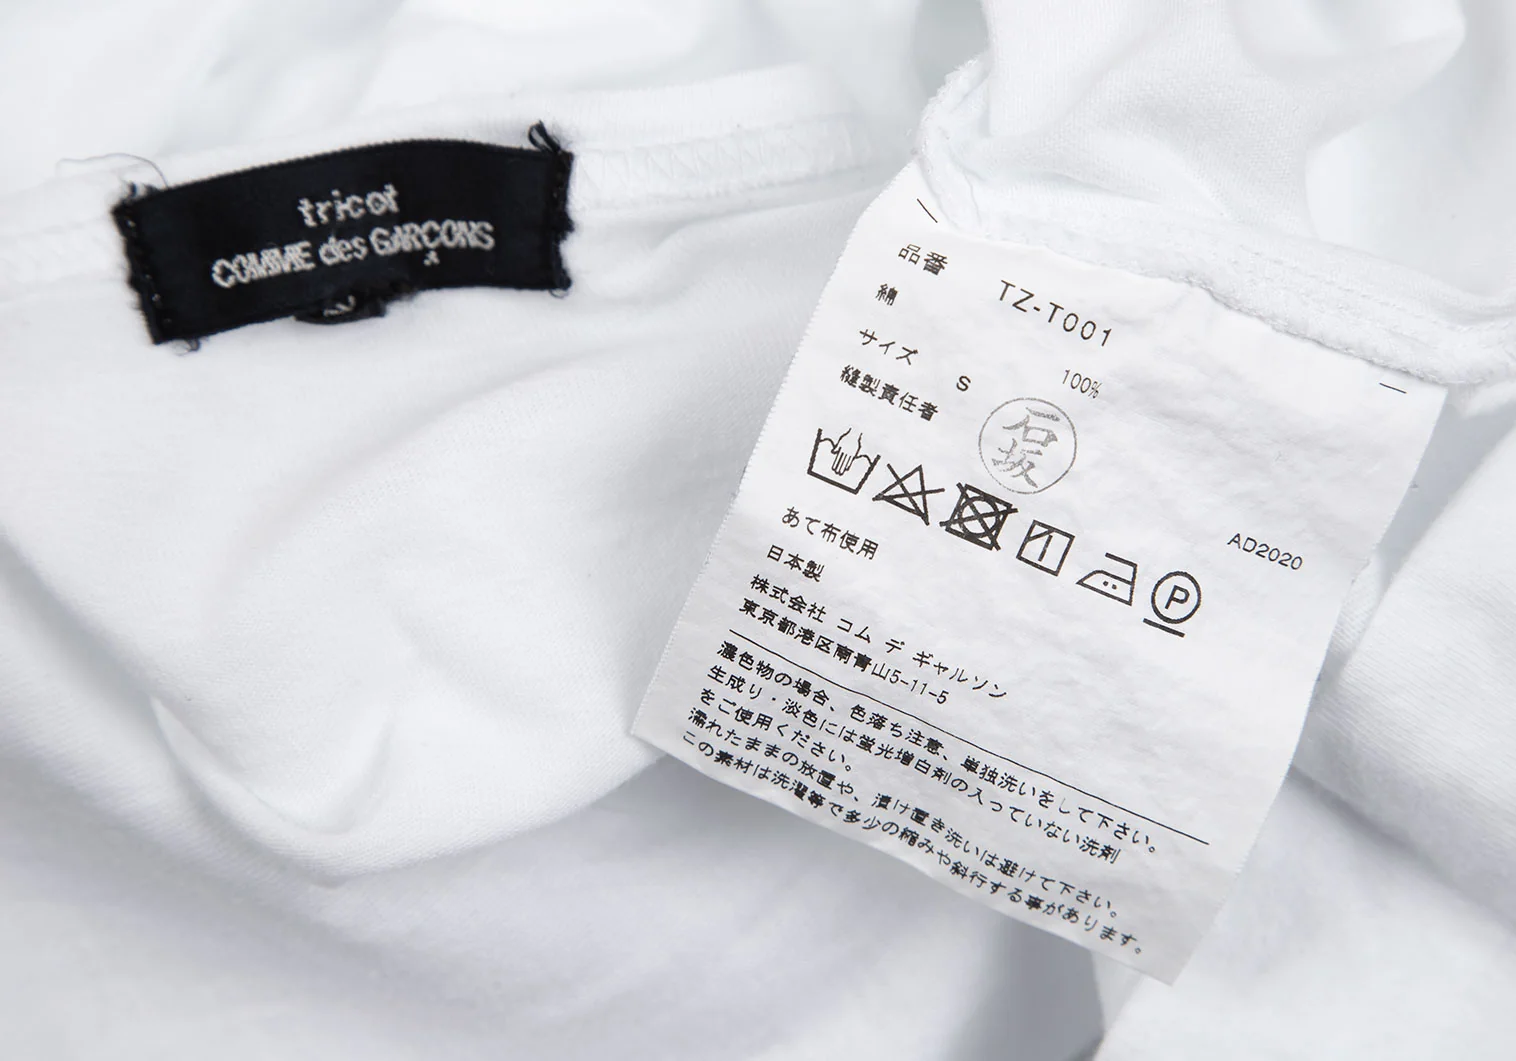 tricot
COMME des GARÇONS
品番 TZ-T001
綿 100%
サイズ S
縫製責任者 石坂
AD2020
P
あて布使用
日本製
株式会社 コム デ ギャルソン
東京都港区南青山5-11-5
濃色物の場合、色落ち注意、単独洗いをして下さい。
生成り・淡色には蛍光増白剤の入っていない洗剤
をご使用ください。
濡れたままの放置や、漬け置き洗いは避けて下さい。
この素材は洗濯等で多少の縮みや斜行する事があります。